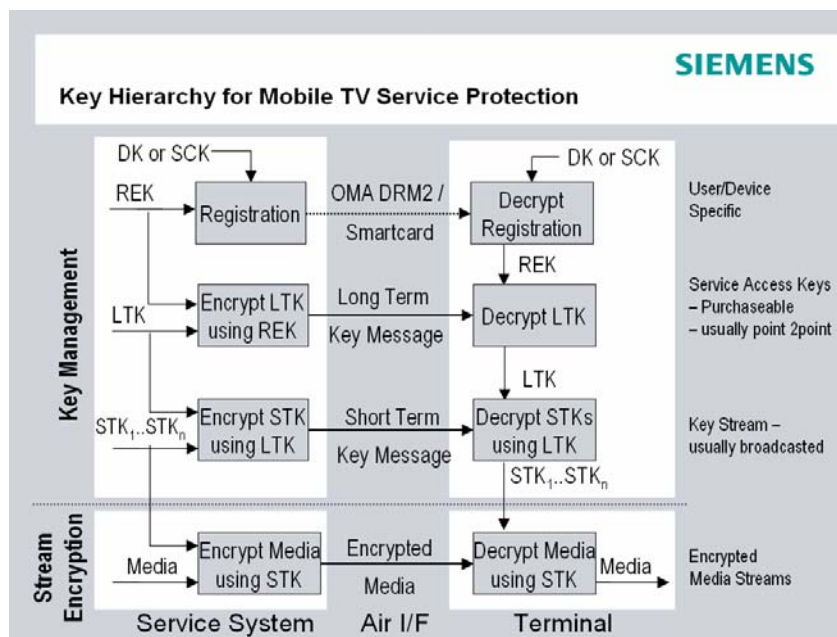 SIEMENS
Key Hierarchy for Mobile TV Service Protection
DK or SCK
DK or SCK
REK
Registration
OMA DRM2 /
Smartcard
Decrypt
Registration
User/Device
Specific
REK
Encrypt LTK
using REK
Long Term
Key Message
Decrypt LTK
Service Access Keys
– Purchaseable
– usually point 2point
LTK
LTK
Encrypt STK
using LTK
Short Term
Key Message
Decrypt STKs
using LTK
Key Stream –
usually broadcasted
STK1..STKn
STK1..STKn
Key Management
Encrypt Media
using STK
Encrypted
Media
Decrypt Media
using STK
Media
Media
Encrypted
Media Streams
Stream
Encryption
Service System
Air I/F
Terminal